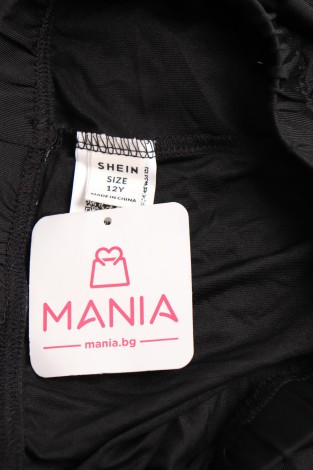 SHEIN
SIZE
12Y
MADE IN CHINA
MANIA
mania.bg